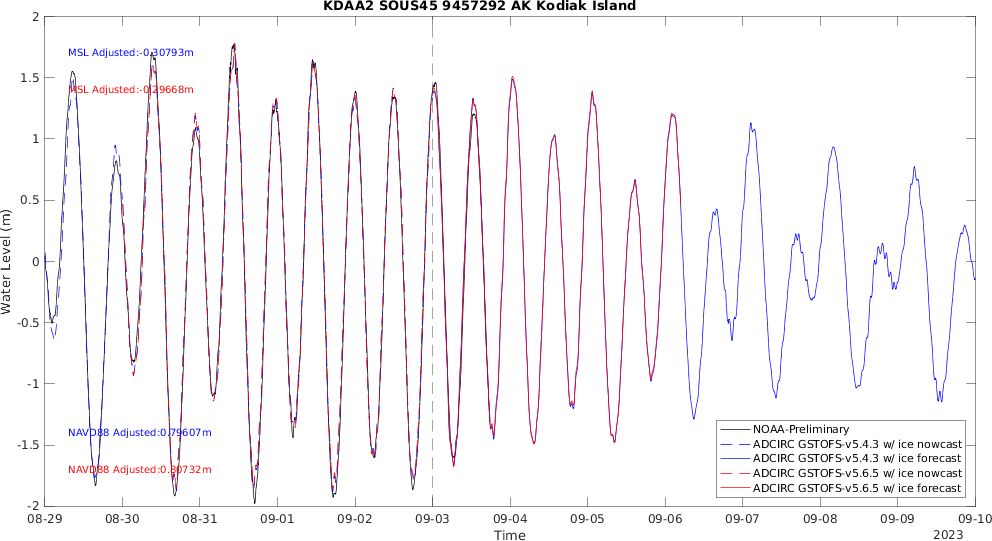 KDAA2 SOUS45 9457292 AK Kodiak Island
MSL Adjusted:-0.30793m
MSL Adjusted:-0.29668m
NAVD88 Adjusted:0.79607m
NAVD88 Adjusted:0.80732m
Water Level (m)
2
1.5
1
0.5
0
-0.5
-1
-1.5
-2
NOAA-Preliminary
ADCIRC GSTOFS-v5.4.3 w/ ice nowcast
ADCIRC GSTOFS-v5.4.3 w/ ice forecast
ADCIRC GSTOFS-v5.6.5 w/ ice nowcast
ADCIRC GSTOFS-v5.6.5 w/ ice forecast
08-29 08-30 08-31 09-01 09-02 09-03 09-04 09-05 09-06 09-07 09-08 09-09 09-10
Time
2023